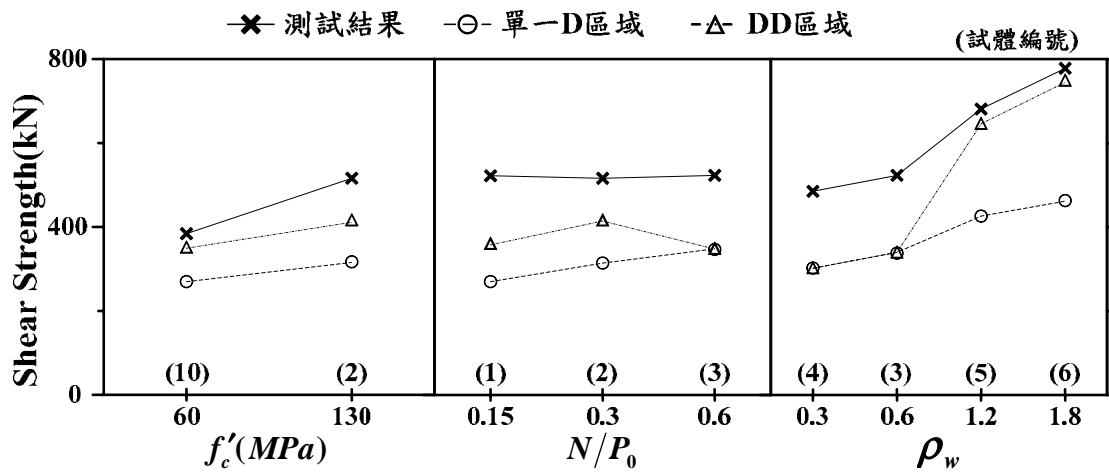 測試結果 單一D區域 DD區域 (試體編號)
Shear Strength(kN)
800
400
0
(10) (2) (1) (2) (3) (4) (3) (5) (6)
60 130 0.15 0.3 0.6 0.3 0.6 1.2 1.8
f′c(MPa) N/P0 ρw